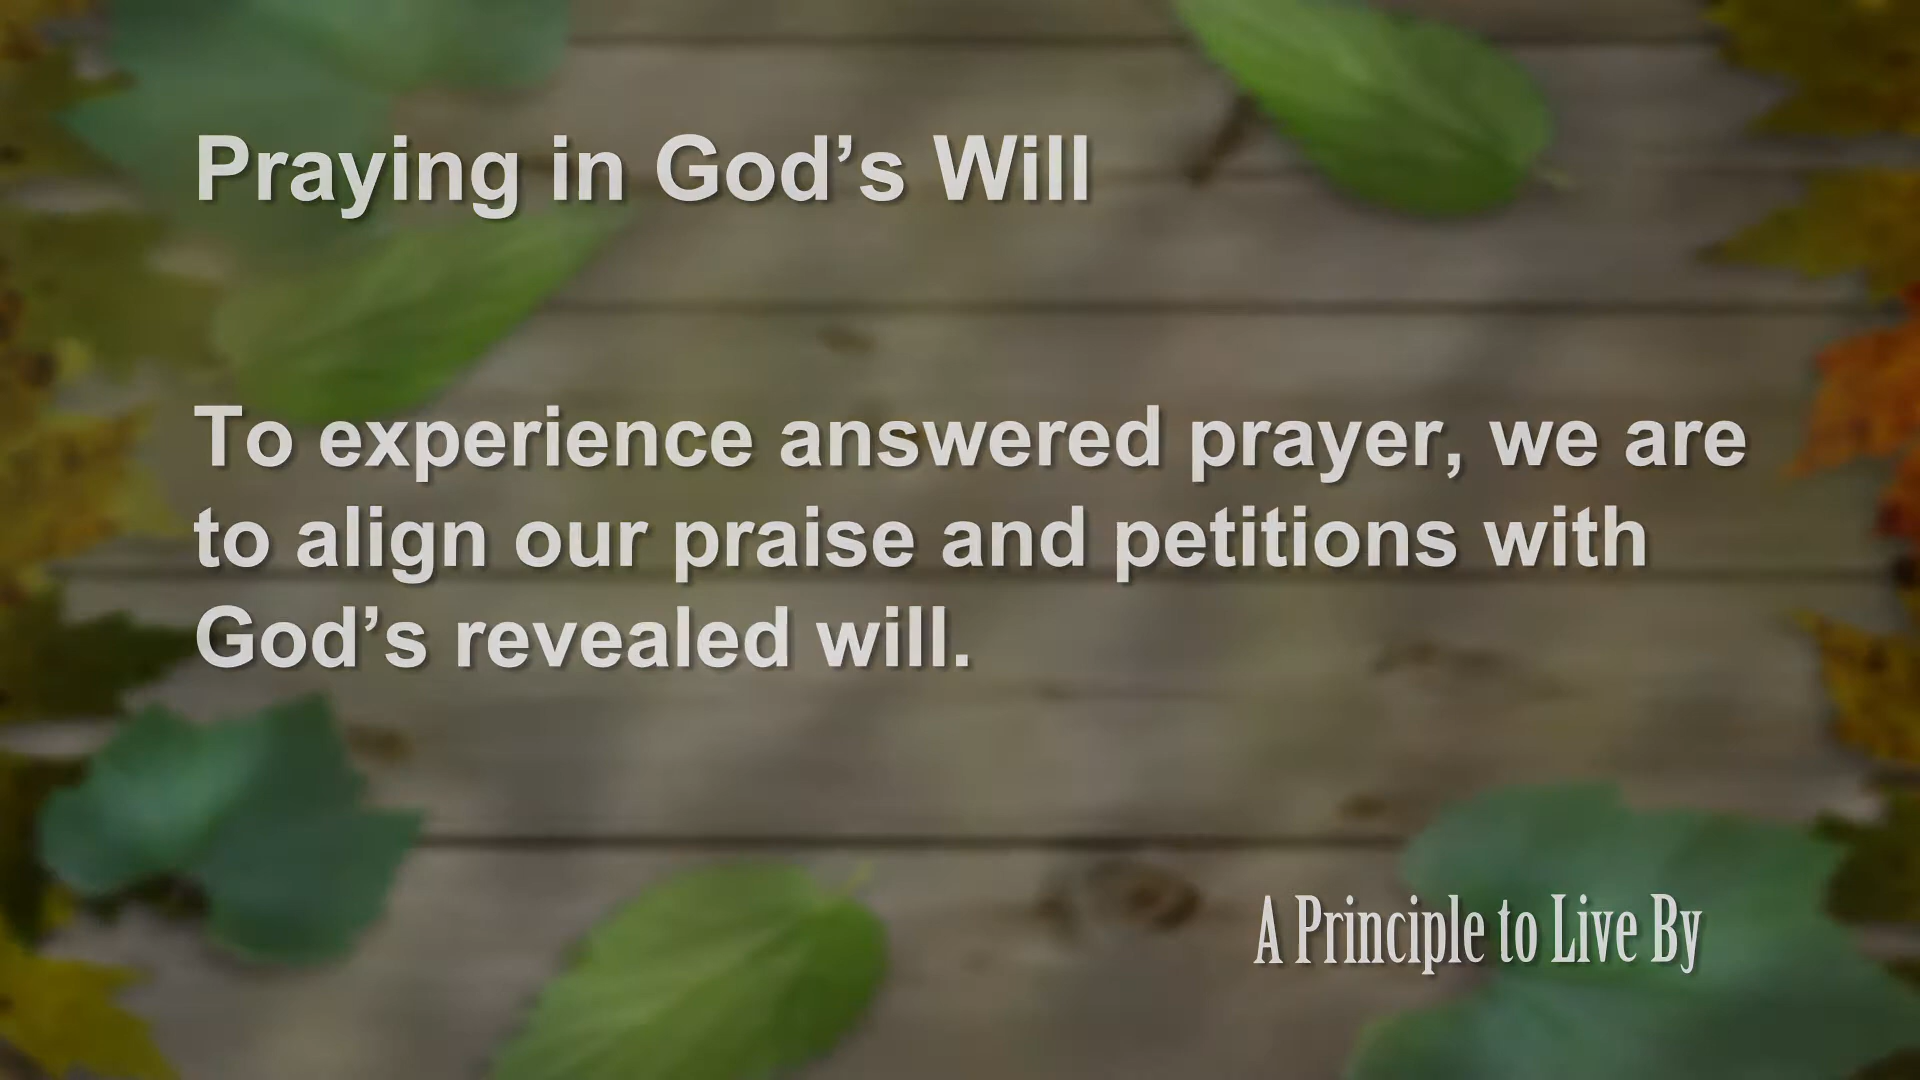 Praying in God’s Will
To experience answered prayer, we are
to align our praise and petitions with
God’s revealed will.
A Principle to Live By